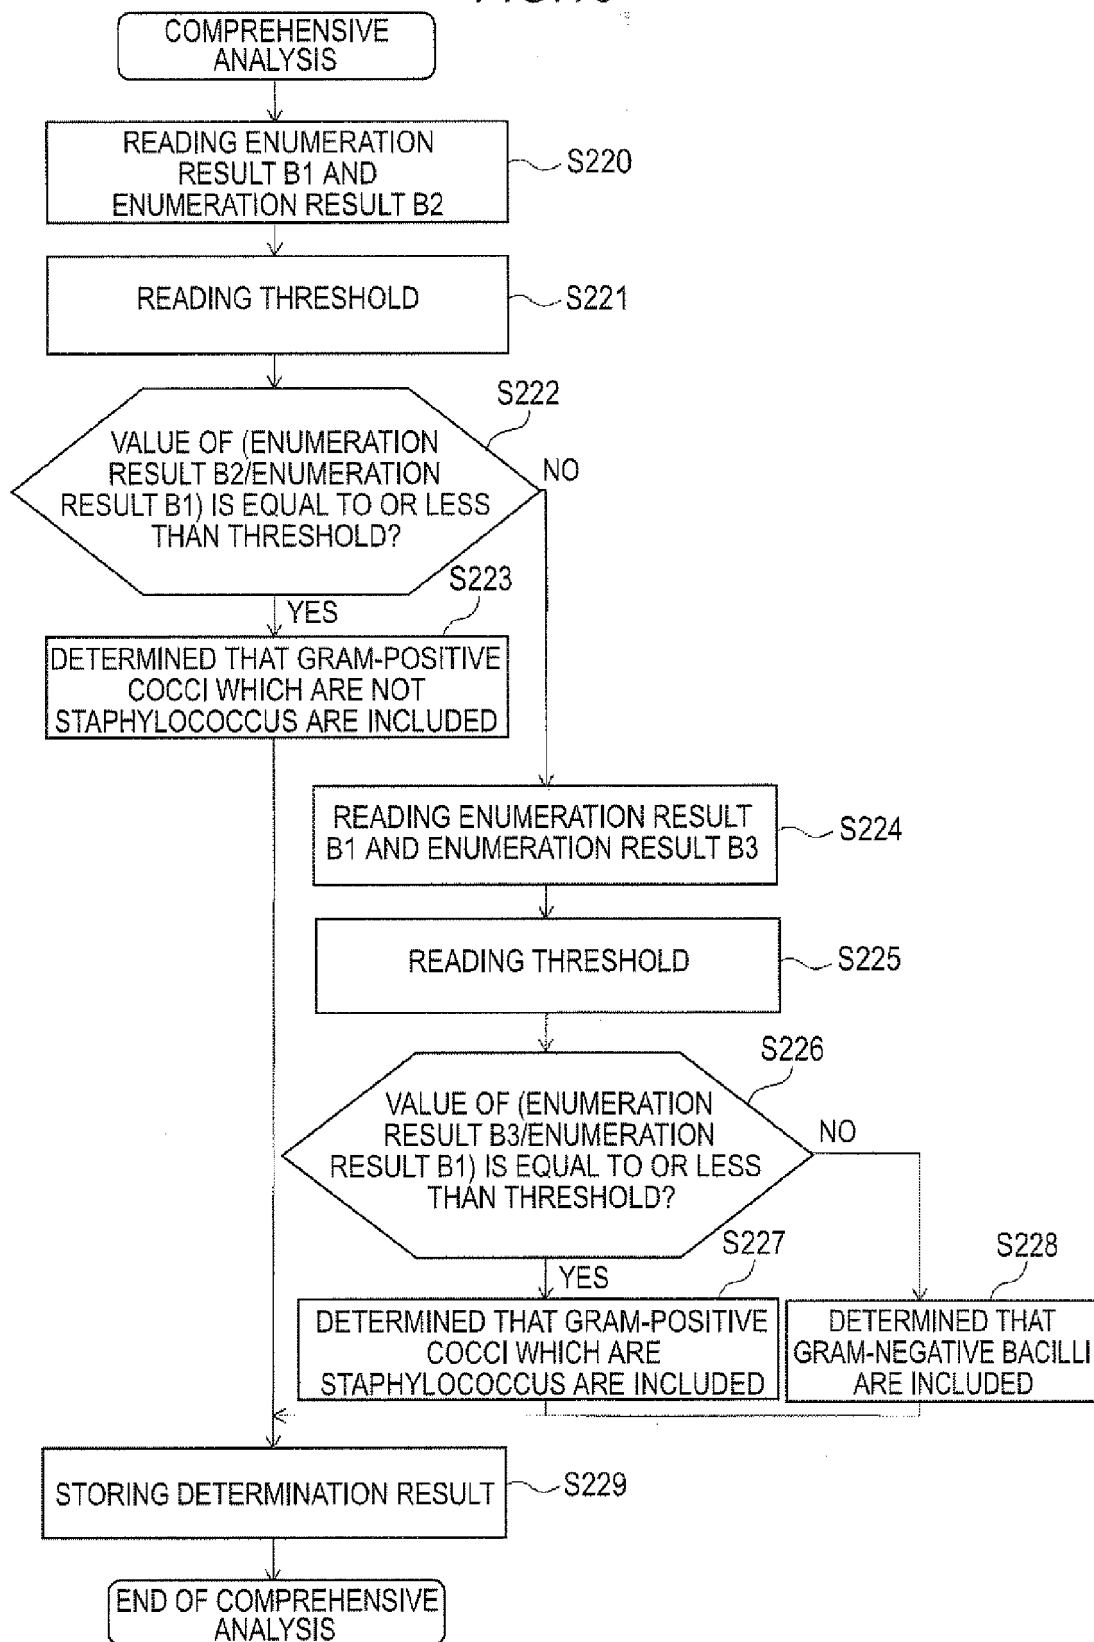 COMPREHENSIVE
ANALYSIS
READING ENUMERATION
RESULT B1 AND
ENUMERATION RESULT B2
S220
READING THRESHOLD
S221
S222
VALUE OF (ENUMERATION
RESULT B2/ENUMERATION
RESULT B1) IS EQUAL TO OR LESS
THAN THRESHOLD?
NO
YES
S223
DETERMINED THAT GRAM-POSITIVE
COCCI WHICH ARE NOT
STAPHYLOCOCCUS ARE INCLUDED
READING ENUMERATION RESULT
B1 AND ENUMERATION RESULT B3
S224
READING THRESHOLD
S225
S226
VALUE OF (ENUMERATION
RESULT B3/ENUMERATION
RESULT B1) IS EQUAL TO OR LESS
THAN THRESHOLD?
NO
YES
S227
DETERMINED THAT GRAM-POSITIVE
COCCI WHICH ARE
STAPHYLOCOCCUS ARE INCLUDED
S228
DETERMINED THAT
GRAM-NEGATIVE BACILLI
ARE INCLUDED
STORING DETERMINATION RESULT
S229
END OF COMPREHENSIVE
ANALYSIS